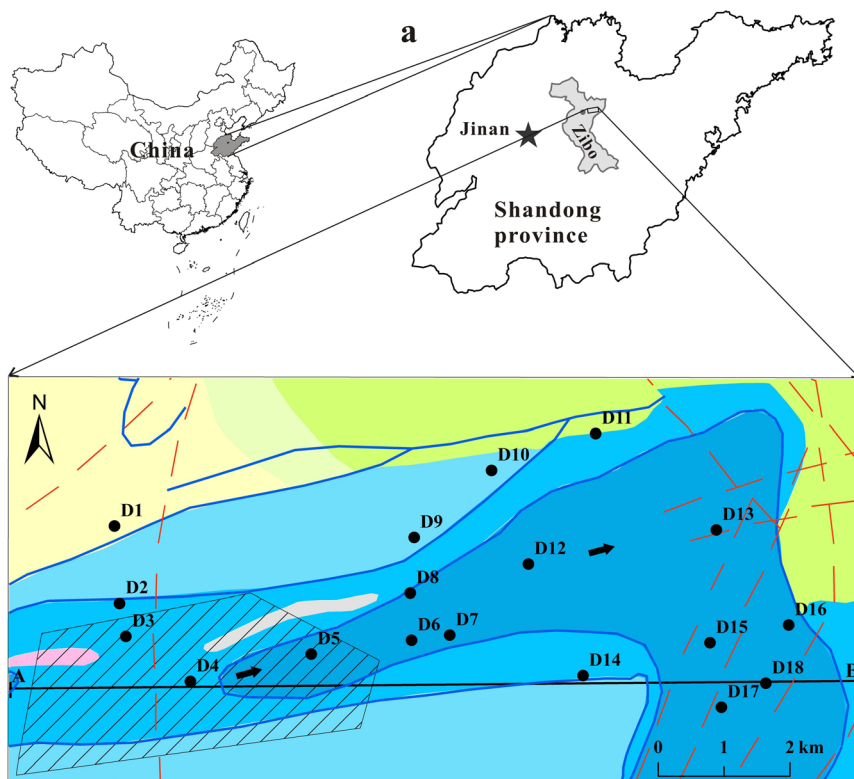 a
China
Jinan
Zibo
Shandong
province
N
D11
D10
D1
D9
D13
D12
D8
D2
D7
D6
D16
D3
D15
D5
D14
D4
A
B
D18
D17
0 1 2 km